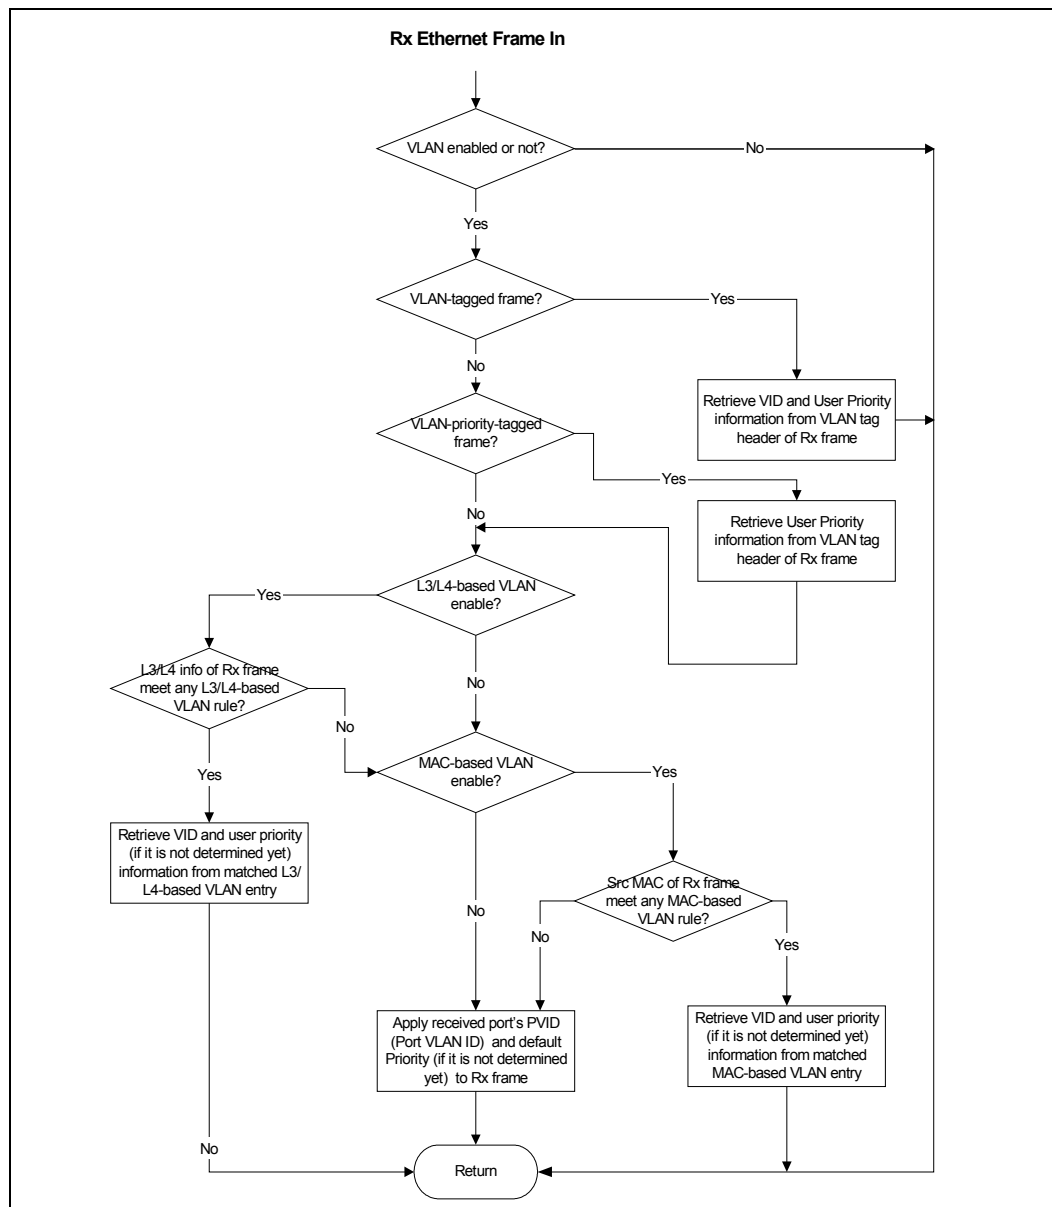 Rx Ethernet Frame In
VLAN enabled or not?
No
Yes
VLAN-tagged frame?
Yes
No
Retrieve VID and User Priority
information from VLAN tag
header of Rx frame
VLAN-priority-tagged
frame?
Yes
No
Retrieve User Priority
information from VLAN tag
header of Rx frame
L3/L4-based VLAN
enable?
Yes
L3/L4 info of Rx frame
meet any L3/L4-based
VLAN rule?
No
No
MAC-based VLAN
enable?
Yes
Yes
Retrieve VID and user priority
(if it is not determined yet)
information from matched L3/
L4-based VLAN entry
Src MAC of Rx frame
meet any MAC-based
VLAN rule?
No
No
Yes
Apply received port's PVID
(Port VLAN ID) and default
Priority (if it is not determined
yet) to Rx frame
Retrieve VID and user priority
(if it is not determined yet)
information from matched
MAC-based VLAN entry
No
Return